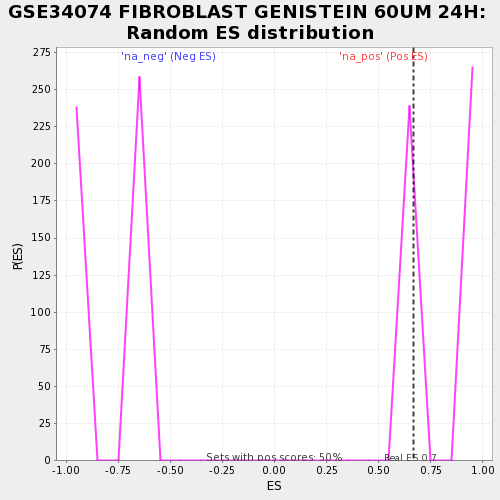 GSE34074 FIBROBLAST GENISTEIN 60UM 24H:
Random ES distribution
'na_neg' (Neg ES)
'na_pos' (Pos ES)
275
250
225
200
175
150
125
100
75
50
25
0
P(ES)
Sets with pos scores: 50%
Real ES 0.7
-1.00 -0.75 -0.50 -0.25 0.00 0.25 0.50 0.75 1.00
ES